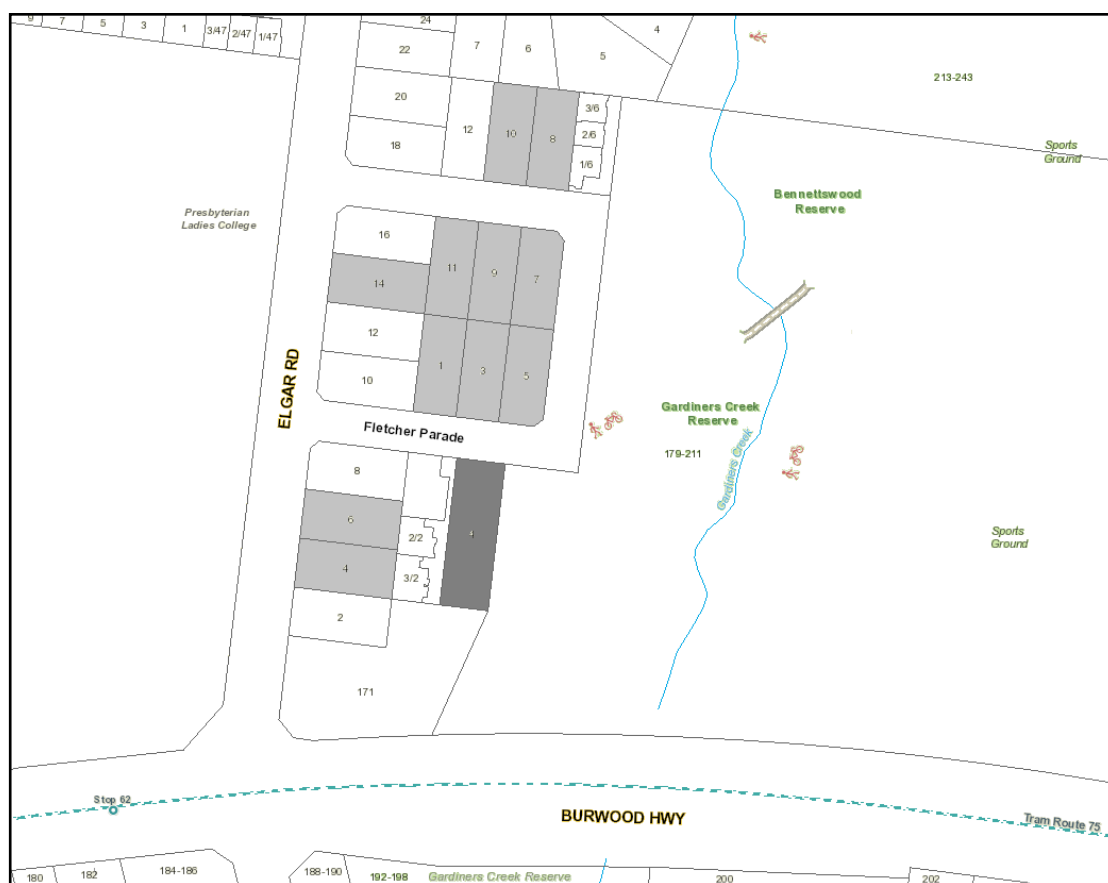 9
7
5
3
1
3/47
2/47
1/47
24
22
7
6
5
4
213-243
20
18
12
10
8
3/6
2/6
1/6
Sports
Ground
Bennettswood
Reserve
Presbyterian
Ladies College
16
14
12
10
11
9
7
1
3
5
ELGAR RD
Fletcher Parade
Gardiners Creek
Reserve
179-211
Gardiners Creek
8
6
4
2
2/2
3/2
4
171
Sports
Ground
Stop 62
BURWOOD HWY
Tram Route 75
180
182
184-186
188-190
192-198
Gardiners Creek Reserve
200
202